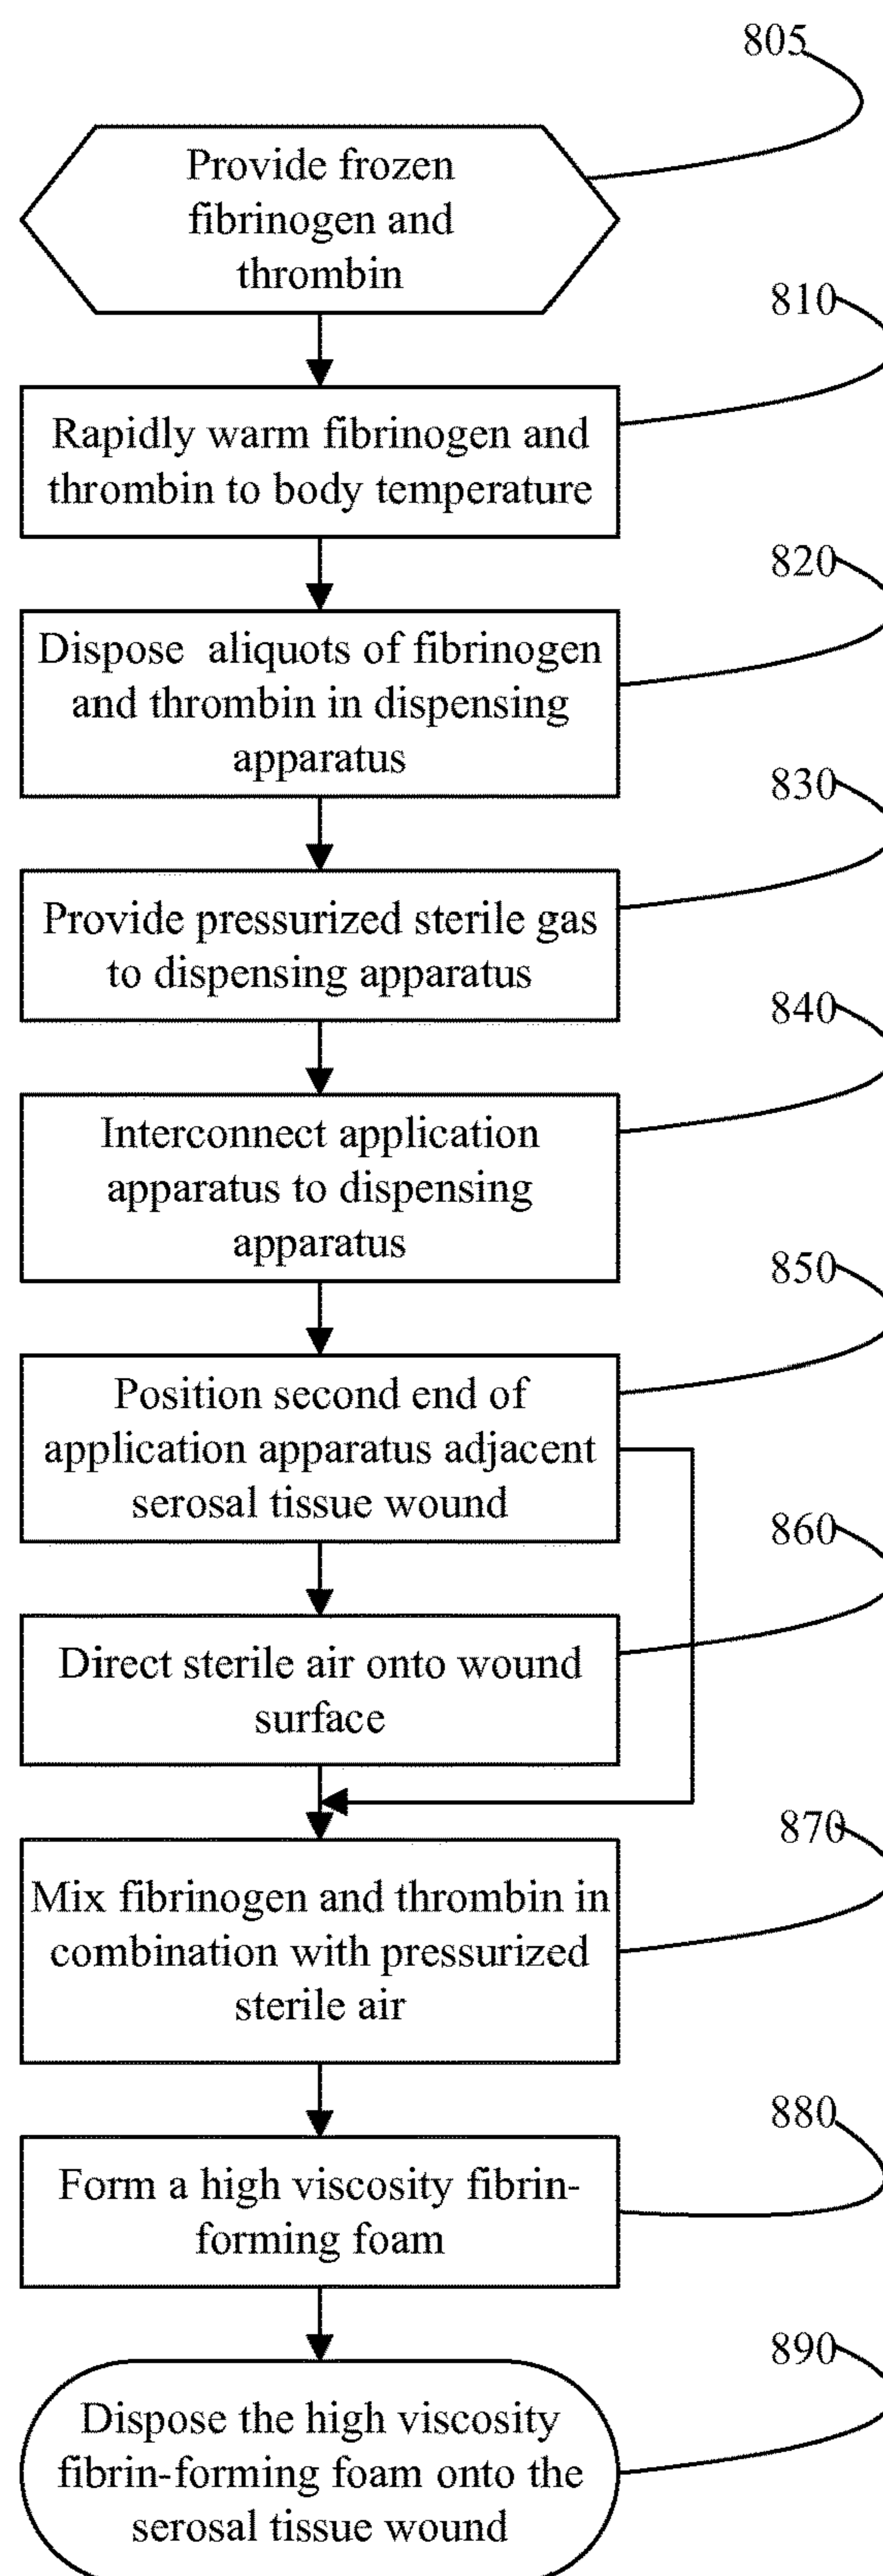 805
Provide frozen
fibrinogen and
thrombin
810
Rapidly warm fibrinogen and
thrombin to body temperature
820
Dispose aliquots of fibrinogen
and thrombin in dispensing
apparatus
830
Provide pressurized sterile gas
to dispensing apparatus
840
Interconnect application
apparatus to dispensing
apparatus
850
Position second end of
application apparatus adjacent
serosal tissue wound
860
Direct sterile air onto wound
surface
870
Mix fibrinogen and thrombin in
combination with pressurized
sterile air
880
Form a high viscosity fibrin-
forming foam
890
Dispose the high viscosity
fibrin-forming foam onto the
serosal tissue wound